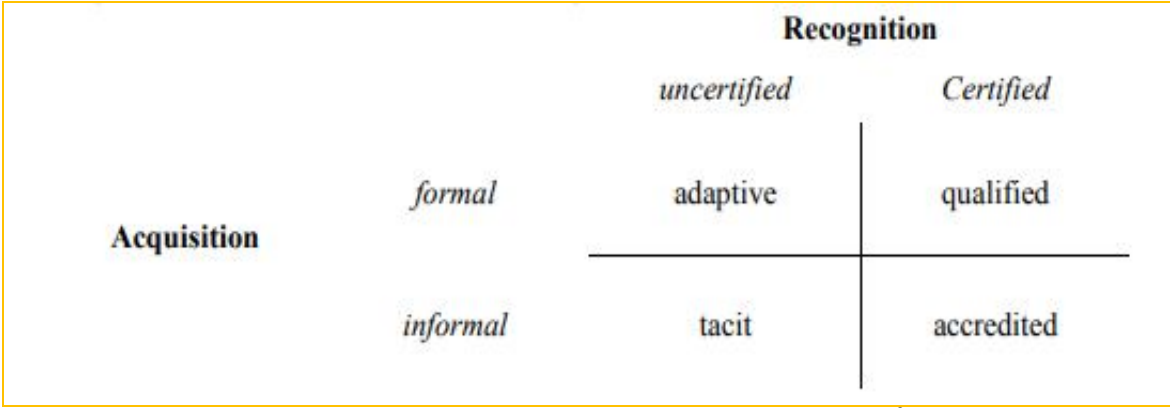 Recognition
uncertified Certified
formal adaptive qualified
Acquisition
informal tacit accredited